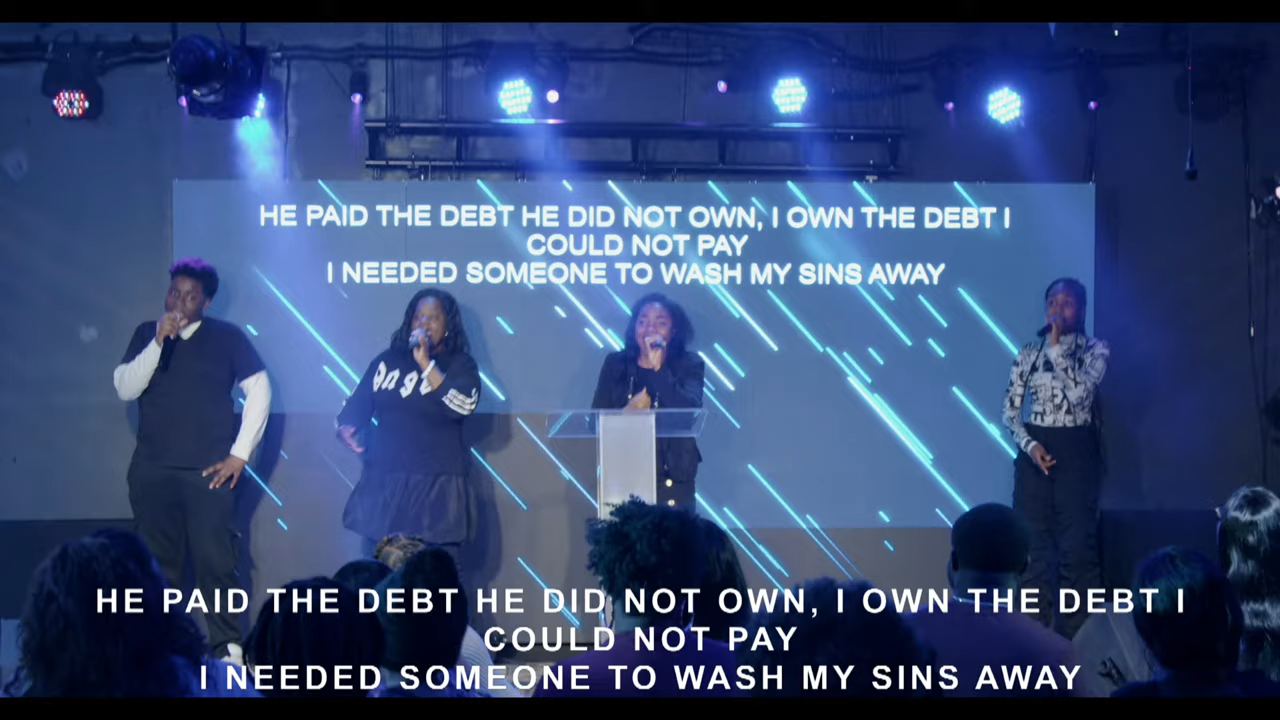 HE PAID THE DEBT HE DID NOT OWN, I OWN THE DEBT I
COULD NOT PAY
I NEEDED SOMEONE TO WASH MY SINS AWAY
HE PAID THE DEBT HE DID NOT OWN, I OWN THE DEBT I
COULD NOT PAY
I NEEDED SOMEONE TO WASH MY SINS AWAY